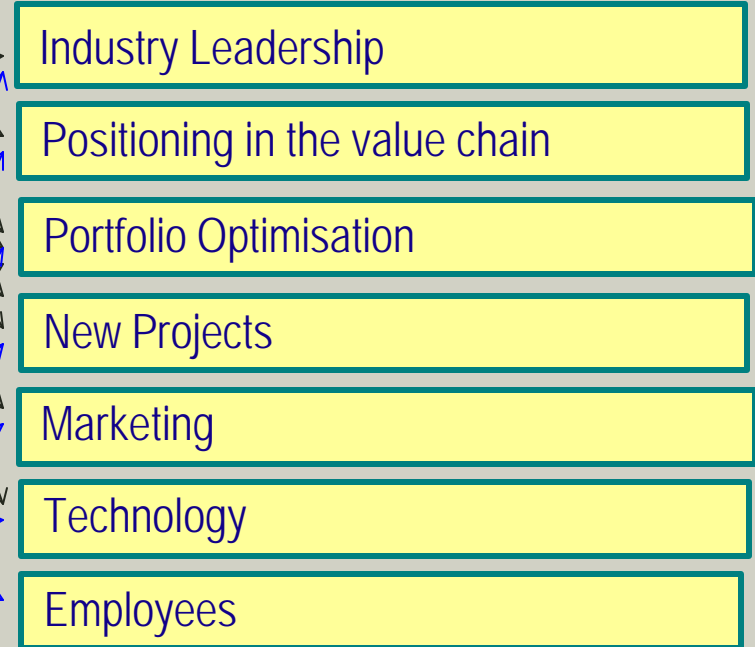 Industry Leadership
Positioning in the value chain
Portfolio Optimisation
New Projects
Marketing
Technology
Employees